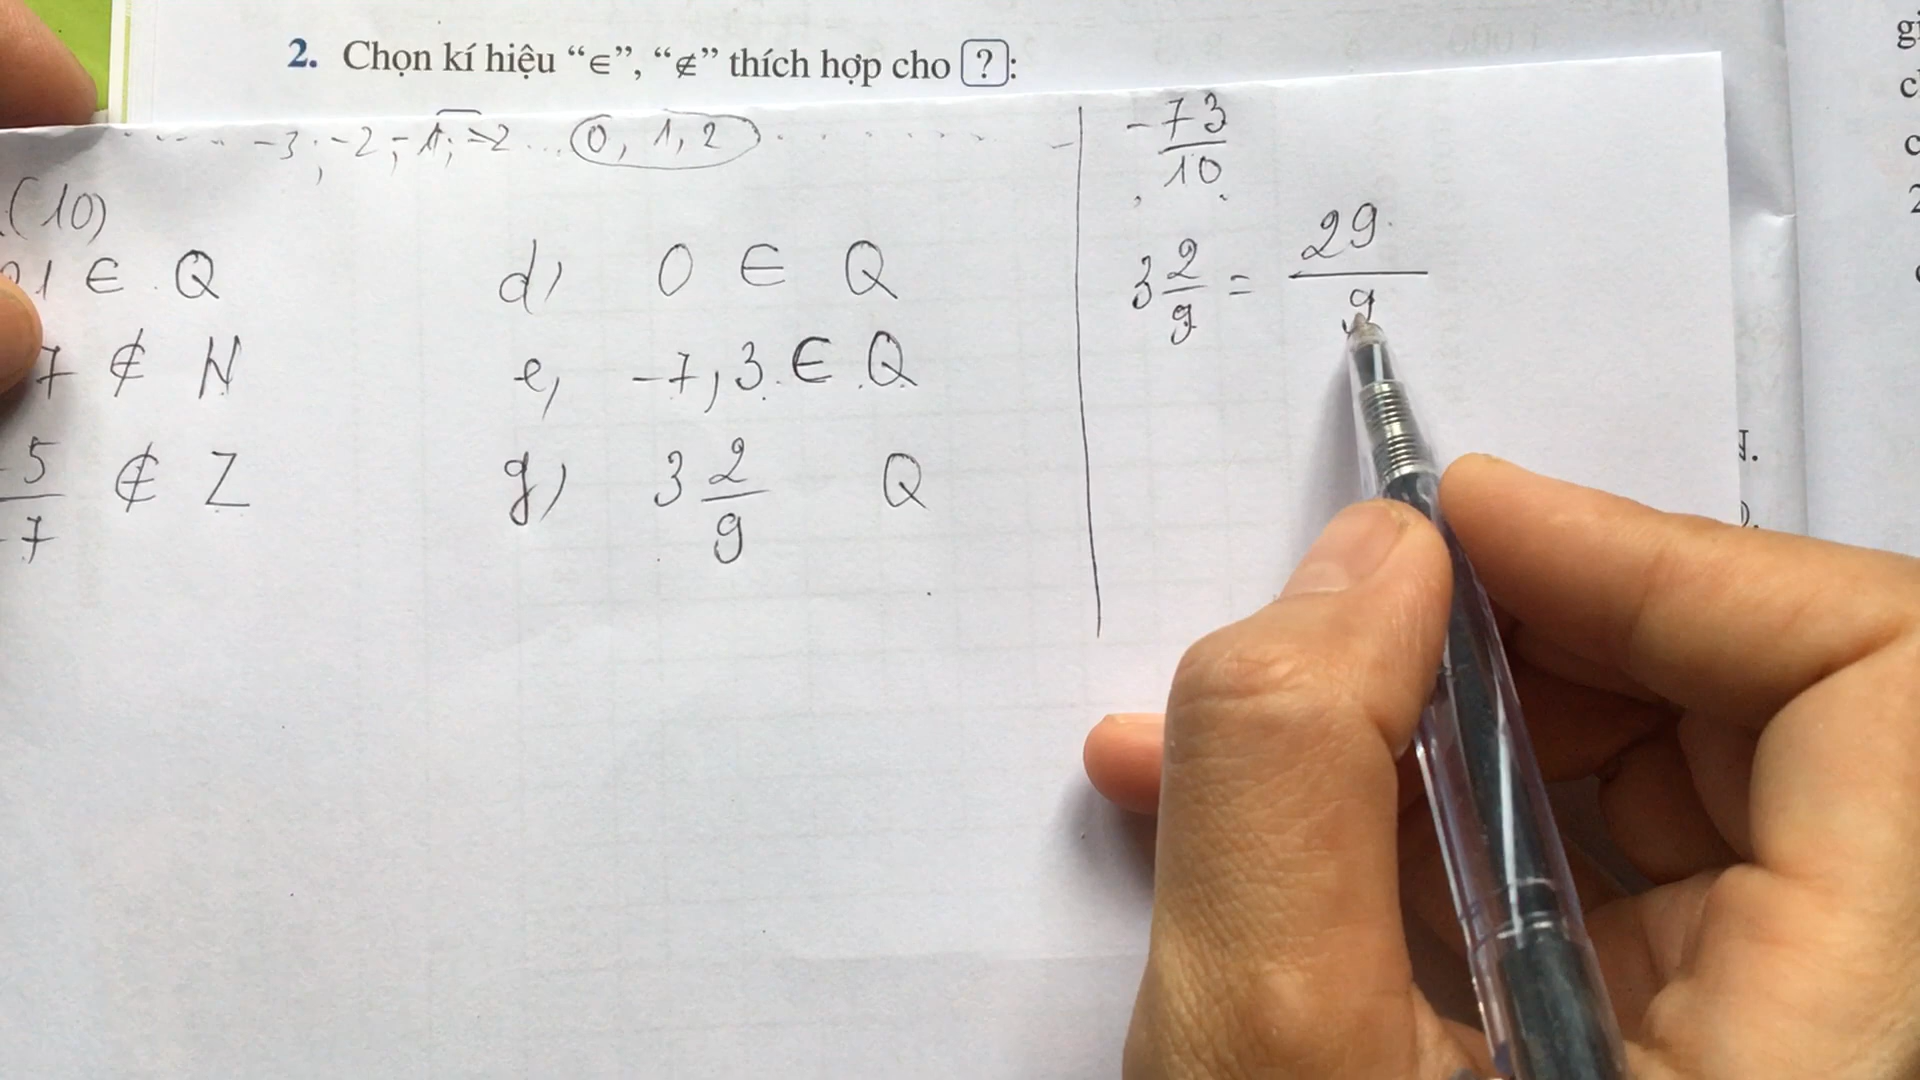 2. Chọn kí hiệu “∈”, “∉” thích hợp cho ?:
-3; -2; -1; -2 ... 0, 1, 2
(10)
21 ∈ Q
7 ∉ N
5/7 ∉ Z
d) 0 ∈ Q
e, -7,3 ∈ Q
g) 3 2/9 Q
-73/10
3 2/9 = 29/9